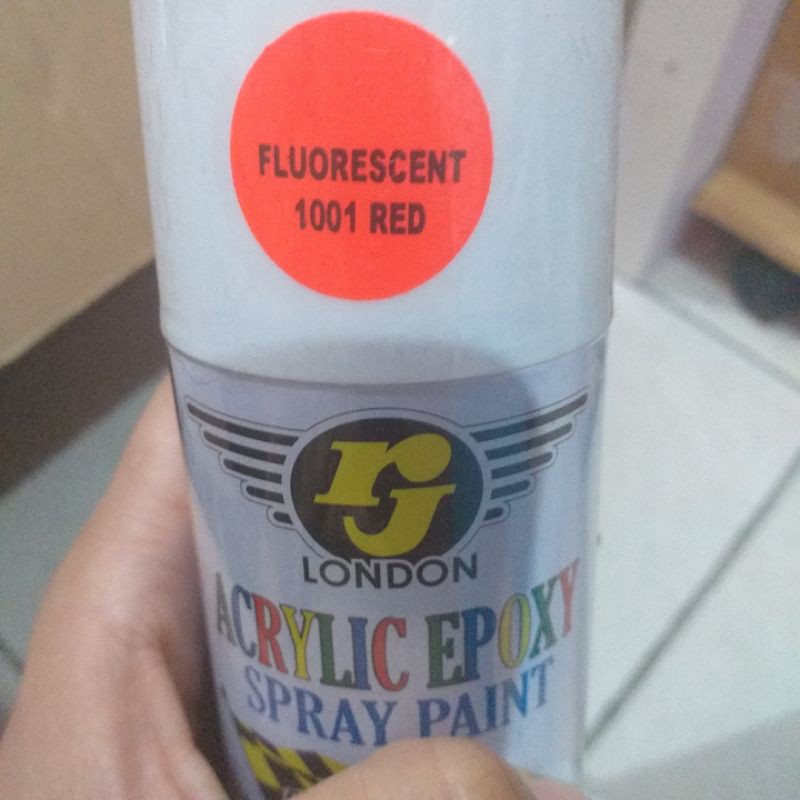 FLUORESCENT
1001 RED
rj
LONDON
ACRYLIC EPOXY
SPRAY PAINT